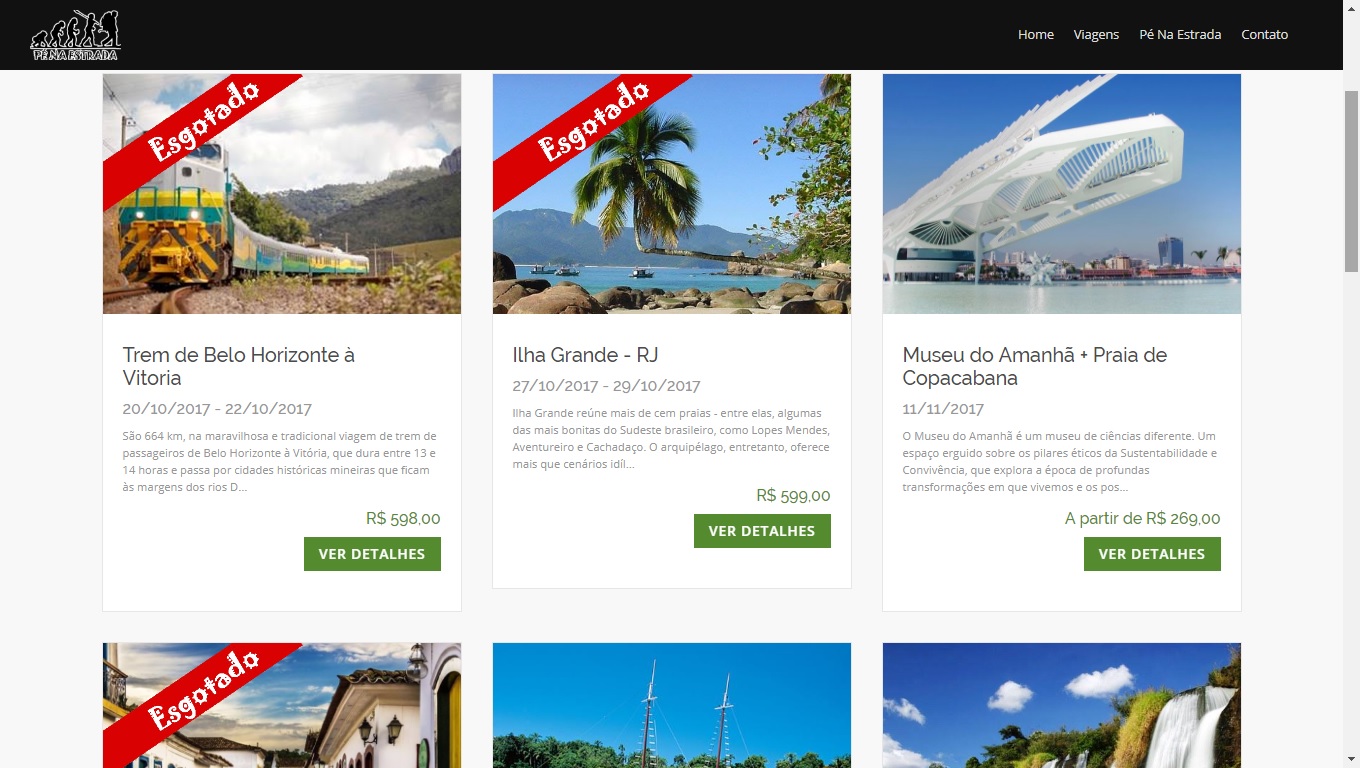 PÉ NA ESTRADA
Home Viagens Pé Na Estrada Contato
Esgotado
Trem de Belo Horizonte à
Vitoria
20/10/2017 - 22/10/2017
São 664 km, na maravilhosa e tradicional viagem de trem de
passageiros de Belo Horizonte à Vitória, que dura entre 13 e
14 horas e passa por cidades históricas mineiras que ficam
às margens dos rios D...
R$ 598,00
VER DETALHES
Esgotado
Ilha Grande - RJ
27/10/2017 - 29/10/2017
Ilha Grande reúne mais de cem praias - entre elas, algumas
das mais bonitas do Sudeste brasileiro, como Lopes Mendes,
Aventureiro e Cachadaço. O arquipélago, entretanto, oferece
mais que cenários idíl...
R$ 599,00
VER DETALHES
Museu do Amanhã + Praia de
Copacabana
11/11/2017
O Museu do Amanhã é um museu de ciências diferente. Um
espaço erguido sobre os pilares éticos da Sustentabilidade e
Convivência, que explora a época de profundas
transformações em que vivemos e os pos...
A partir de R$ 269,00
VER DETALHES
Esgotado